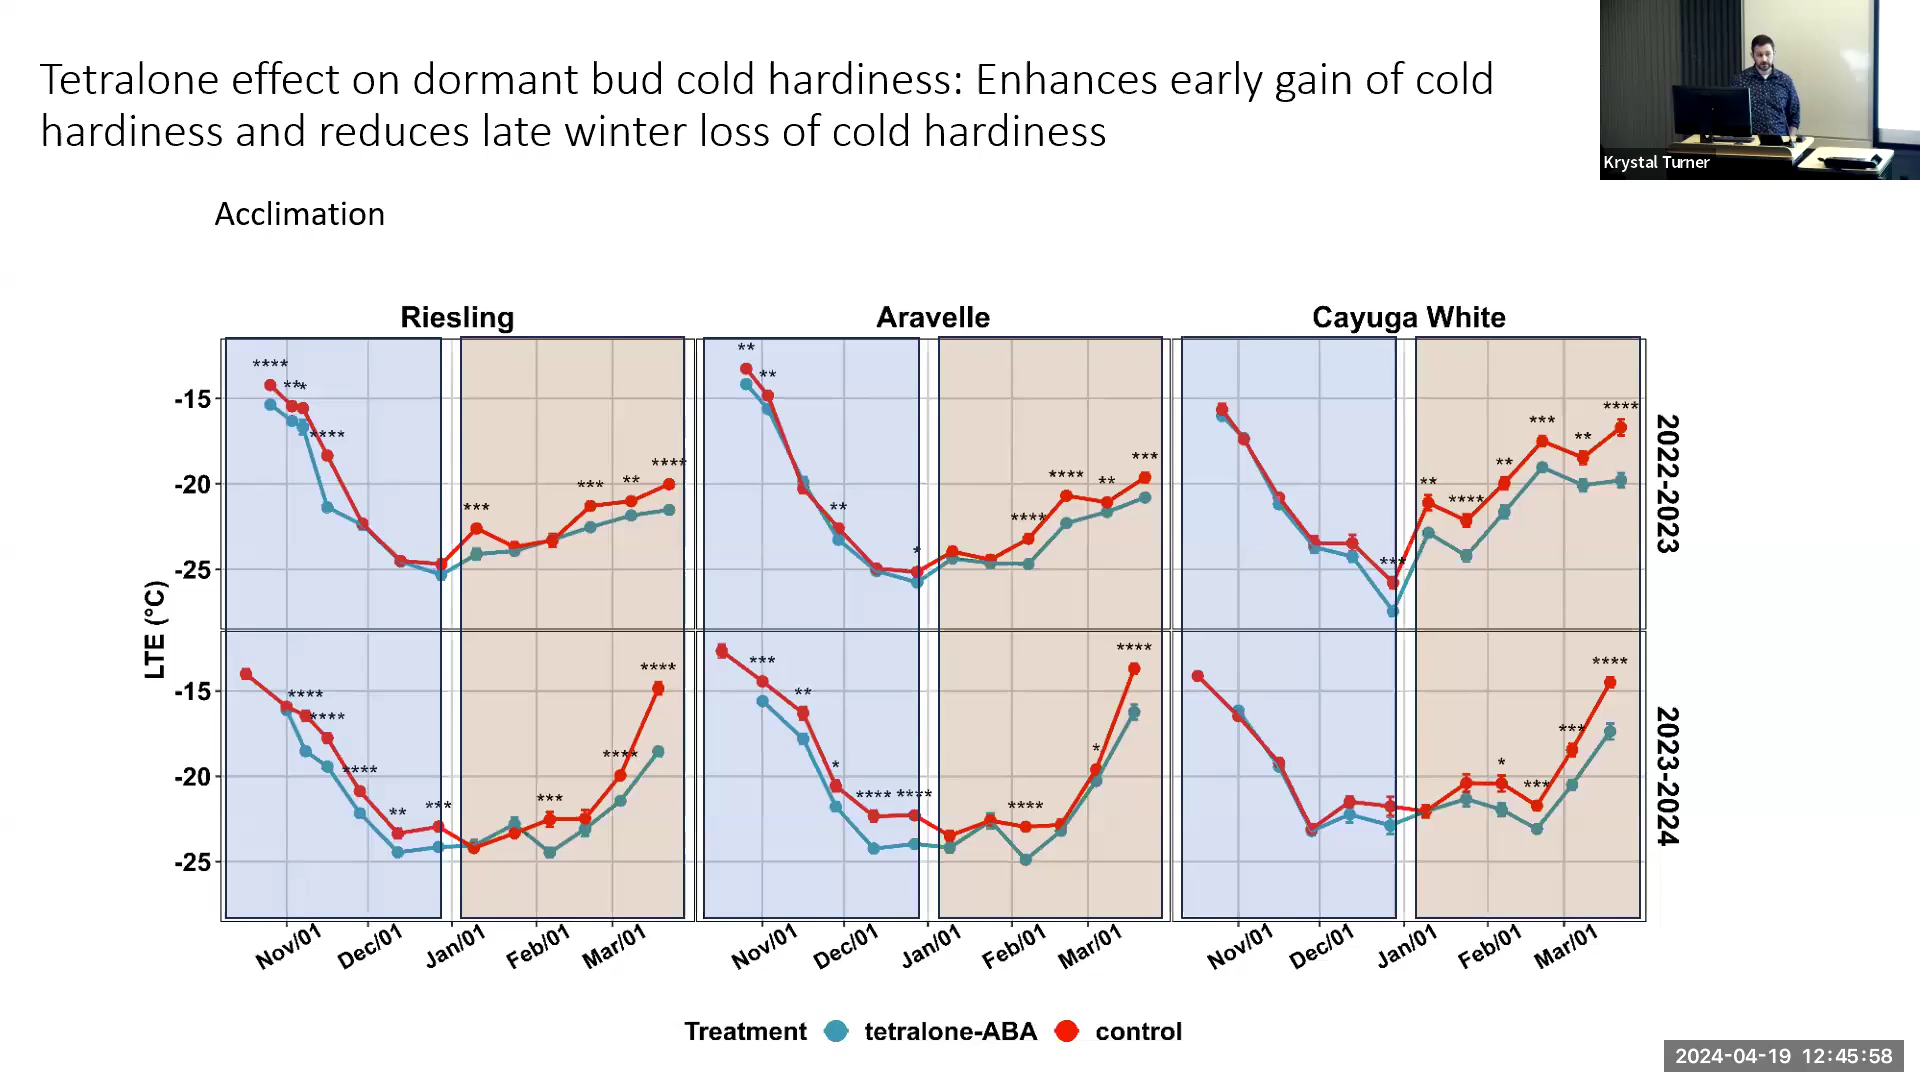 Tetralone effect on dormant bud cold hardiness: Enhances early gain of cold
hardiness and reduces late winter loss of cold hardiness
Krystal Turner
Acclimation
Riesling
Aravelle
Cayuga White
LTE (°C)
-15
-20
-25
-15
-20
-25
**** *** **** *** *** ** ****
** ** ** * **** **** ** ***
*** ** **** ** *** ** ****
2022-2023
**** **** **** ** *** *** **** ****
*** ** * **** **** **** * ****
* *** *** ****
2023-2024
Nov/01 Dec/01 Jan/01 Feb/01 Mar/01
Nov/01 Dec/01 Jan/01 Feb/01 Mar/01
Nov/01 Dec/01 Jan/01 Feb/01 Mar/01
Treatment tetralone-ABA control
2024-04-19 12:45:58